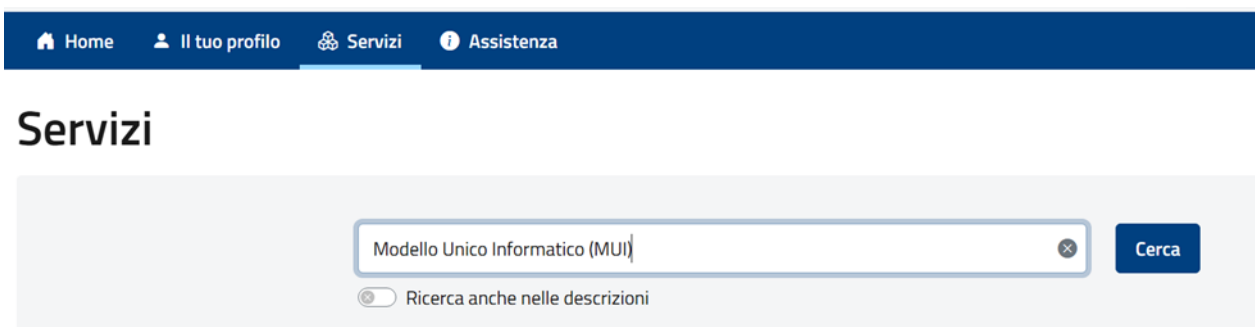 Home Il tuo profilo Servizi Assistenza
Servizi
Modello Unico Informatico (MUI) Cerca
Ricerca anche nelle descrizioni